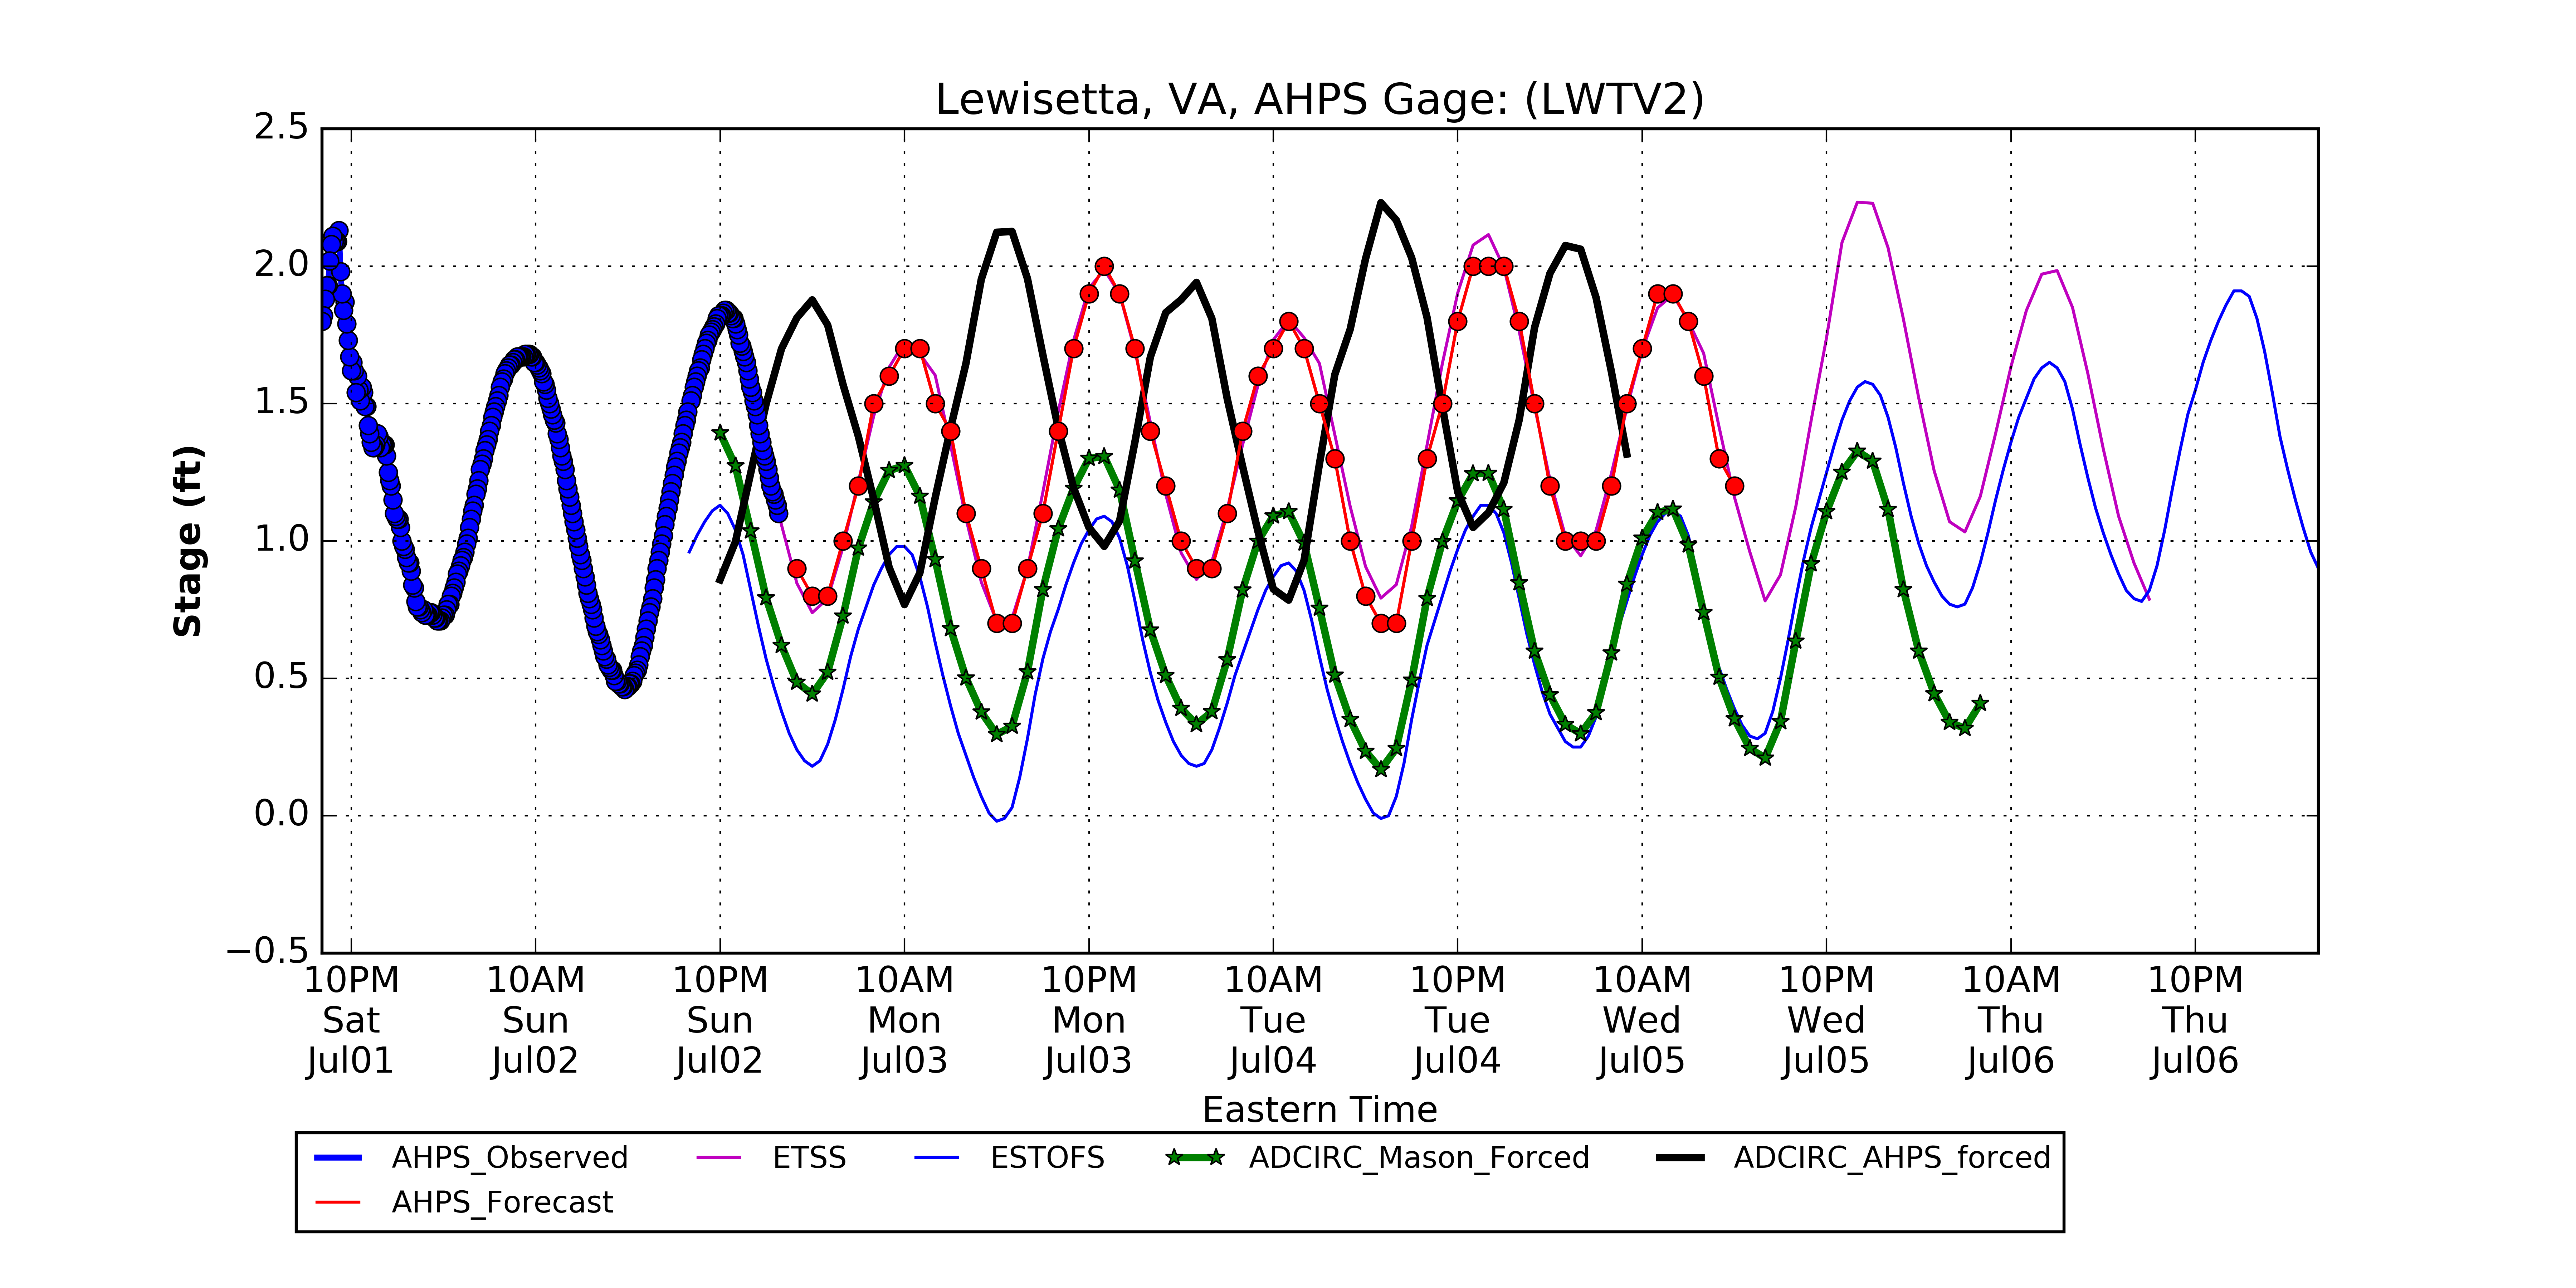 Lewisetta, VA, AHPS Gage: (LWTV2)
2.5
2.0
1.5
1.0
0.5
0.0
−0.5
Stage (ft)
10PM 10AM 10PM 10AM 10PM 10AM 10PM 10AM 10PM 10AM 10PM
Sat Sun Sun Mon Mon Tue Tue Wed Wed Thu Thu
Jul01 Jul02 Jul02 Jul03 Jul03 Jul04 Jul04 Jul05 Jul05 Jul06 Jul06
Eastern Time
AHPS_Observed ETSS ESTOFS ADCIRC_Mason_Forced ADCIRC_AHPS_forced
AHPS_Forecast